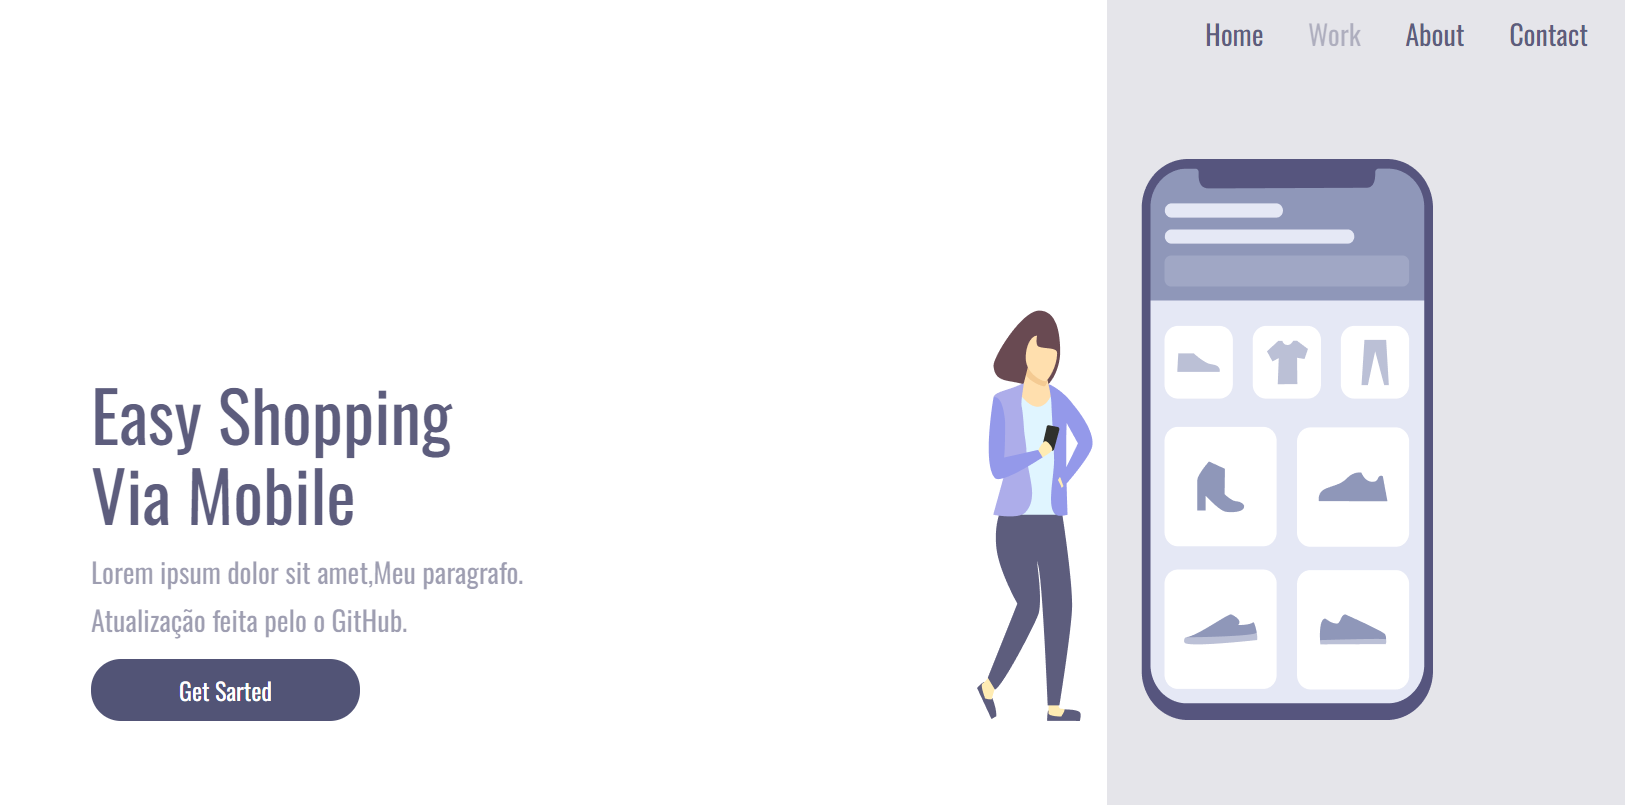 Home Work About Contact
Easy Shopping
Via Mobile
Lorem ipsum dolor sit amet,Meu paragrafo.
Atualização feita pelo o GitHub.
Get Sarted